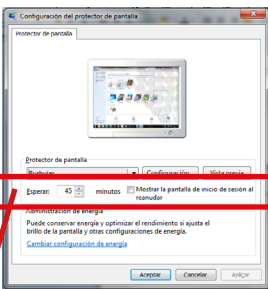 Configuración del protector de pantalla
Protector de pantalla
Protector de pantalla
Burbujas
Configuración... Vista previa
Esperar: 45 minutos Mostrar la pantalla de inicio de sesión al
reanudar
Administración de energía
Puede conservar energía y optimizar el rendimiento si ajusta el
brillo de la pantalla y otras configuraciones de energía.
Cambiar configuración de energía
Aceptar Cancelar Aplicar